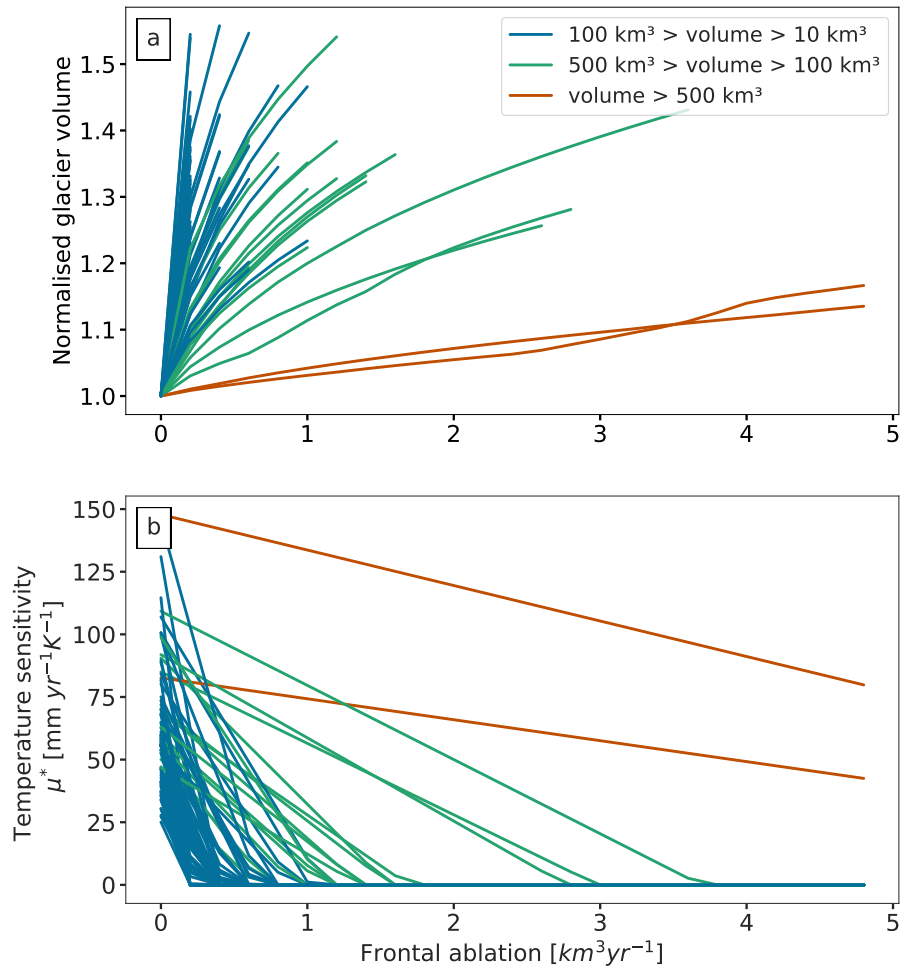 a
100 km³ > volume > 10 km³
500 km³ > volume > 100 km³
volume > 500 km³
Normalised glacier volume
1.5
1.4
1.3
1.2
1.1
1.0
0 1 2 3 4 5
b
Temperature sensitivity
μ* [mm yr⁻¹K⁻¹]
150
125
100
75
50
25
0
0 1 2 3 4 5
Frontal ablation [km³yr⁻¹]